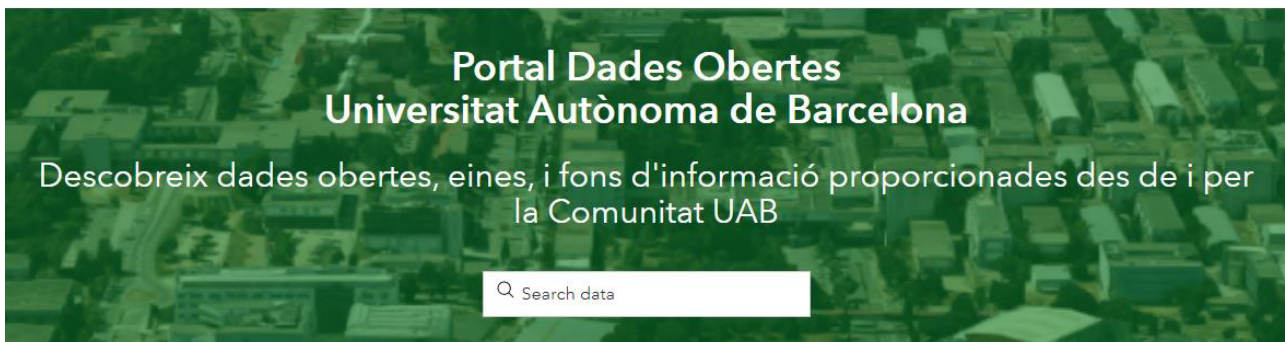 Portal Dades Obertes
Universitat Autònoma de Barcelona
Descobreix dades obertes, eines, i fons d'informació proporcionades des de i per
la Comunitat UAB
Search data